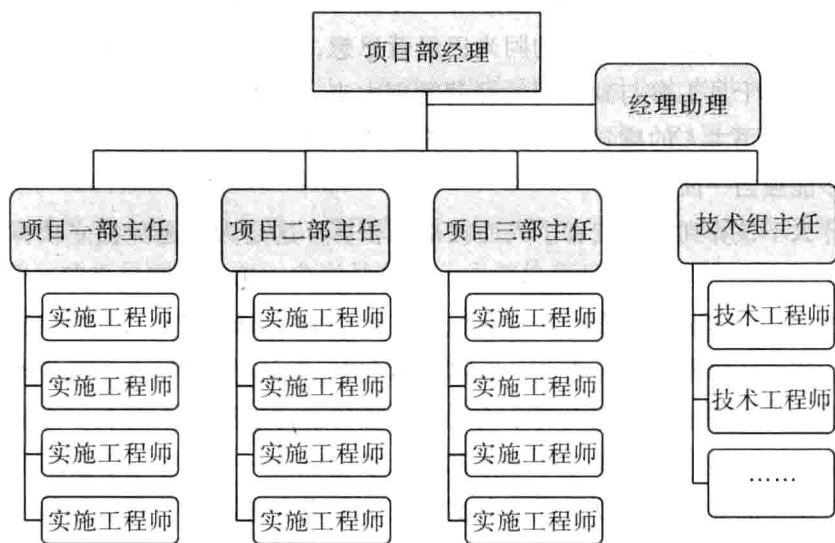 项目部经理
经理助理
项目一部主任
项目二部主任
项目三部主任
技术组主任
实施工程师
实施工程师
实施工程师
技术工程师
实施工程师
实施工程师
实施工程师
技术工程师
实施工程师
实施工程师
实施工程师
……
实施工程师
实施工程师
实施工程师